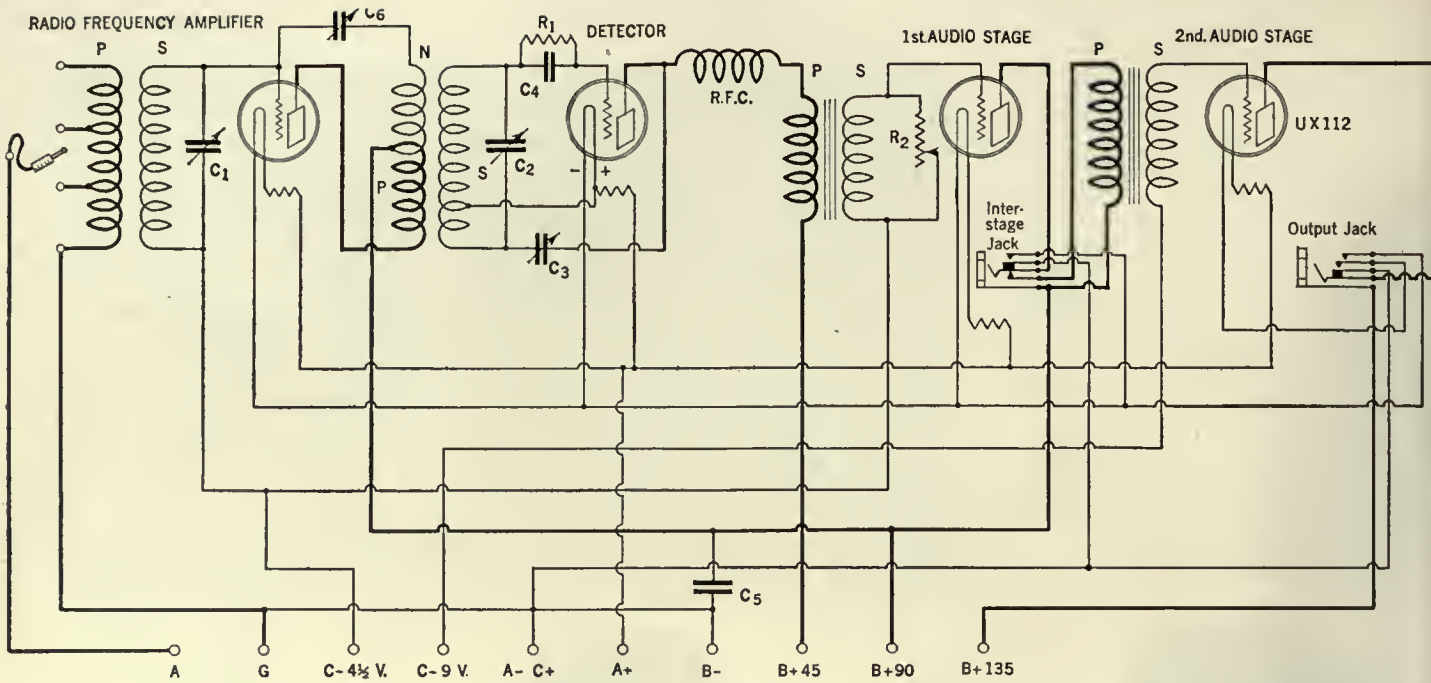 RADIO FREQUENCY AMPLIFIER
C6
R1
DETECTOR
1st. AUDIO STAGE
2nd. AUDIO STAGE
P
S
N
C4
P
S
P
S
R.F.C.
C1
P
S
C2
- +
R2
UX112
C3
Inter-
stage
Jack
Output Jack
C5
A
G
C-4½ V.
C-9 V.
A- C+
A+
B-
B+45
B+90
B+135